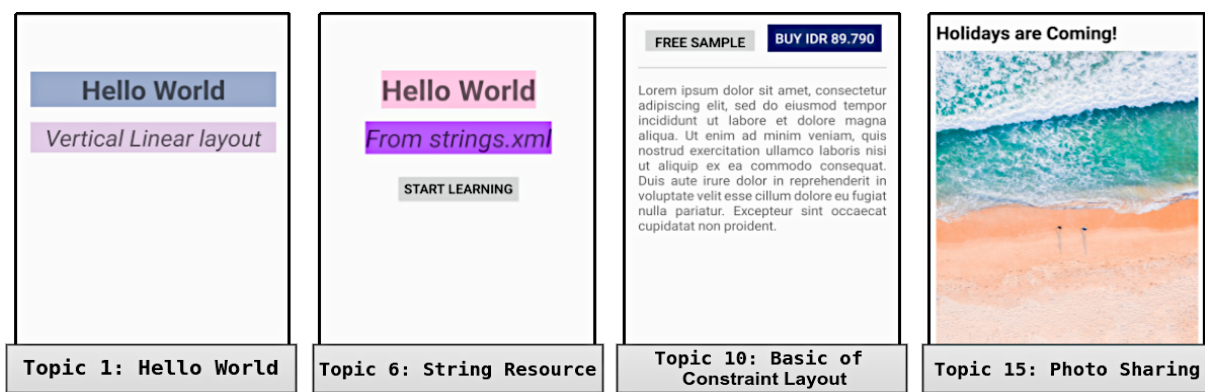 Hello World
Vertical Linear layout
Topic 1: Hello World
Hello World
From strings.xml
START LEARNING
Topic 6: String Resource
FREE SAMPLE
BUY IDR 89.790
Lorem ipsum dolor sit amet, consectetur
adipiscing elit, sed do eiusmod tempor
incididunt ut labore et dolore magna
aliqua. Ut enim ad minim veniam, quis
nostrud exercitation ullamco laboris nisi
ut aliquip ex ea commodo consequat.
Duis aute irure dolor in reprehenderit in
voluptate velit esse cillum dolore eu fugiat
nulla pariatur. Excepteur sint occaecat
cupidatat non proident.
Topic 10: Basic of
Constraint Layout
Holidays are Coming!
Topic 15: Photo Sharing